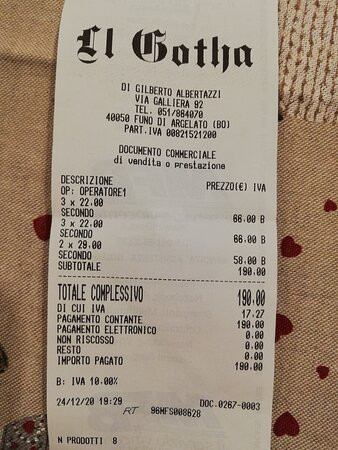 Il Gotha
DI GILBERTO ALBERTAZZI
VIA GALLIERA 92
TEL. 051/864070
40050 FUNO DI ARGELATO (BO)
PART.IVA 00821521200
DOCUMENTO COMMERCIALE
di vendita o prestazione
DESCRIZIONE PREZZO(€) IVA
OP: OPERATORE1
3 x 22.00
SECONDO 66.00 B
3 x 22.00
SECONDO 66.00 B
2 x 29.00
SECONDO 58.00 B
SUBTOTALE 190.00
TOTALE COMPLESSIVO 190,00
DI CUI IVA 17,27
PAGAMENTO CONTANTE 190.00
PAGAMENTO ELETTRONICO 0.00
NON RISCOSSO 0.00
RESTO 0.00
IMPORTO PAGATO 190.00
B: IVA 10.00%
24/12/20 19:29 DOC.0267-0003
RT 96MFS008628
N PRODOTTI 8